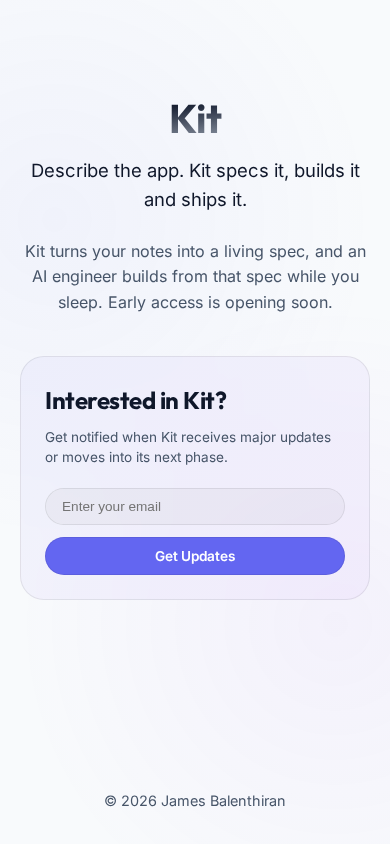 Kit
Describe the app. Kit specs it, builds it
and ships it.
Kit turns your notes into a living spec, and an
AI engineer builds from that spec while you
sleep. Early access is opening soon.
Interested in Kit?
Get notified when Kit receives major updates
or moves into its next phase.
Enter your email
Get Updates
© 2026 James Balenthiran